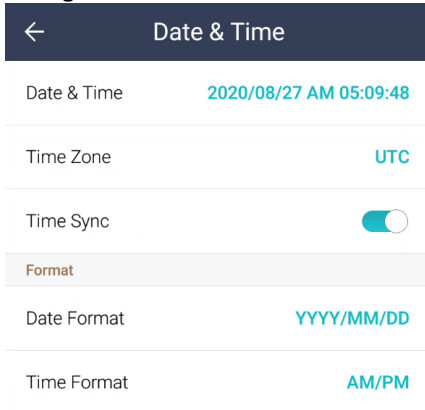 Date & Time
Date & Time 2020/08/27 AM 05:09:48
Time Zone UTC
Time Sync
Format
Date Format YYYY/MM/DD
Time Format AM/PM